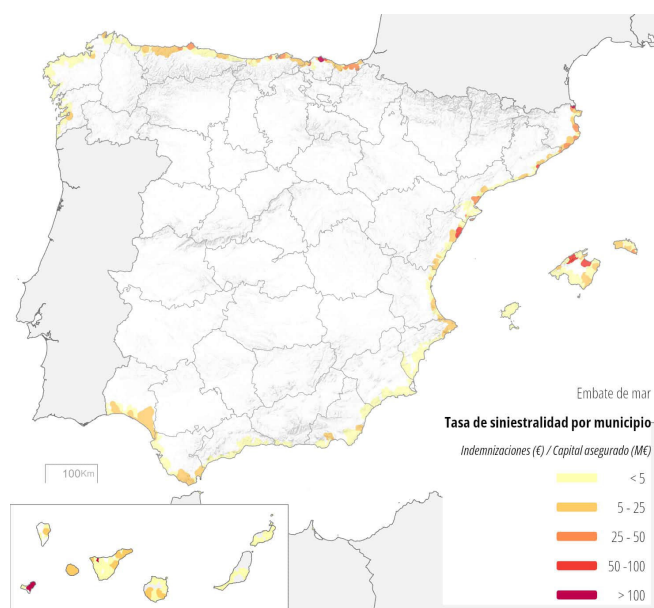 Embate de mar
Tasa de siniestralidad por municipio
Indemnizaciones (€) / Capital asegurado (M€)
< 5
5 - 25
25 - 50
50 -100
> 100
100Km